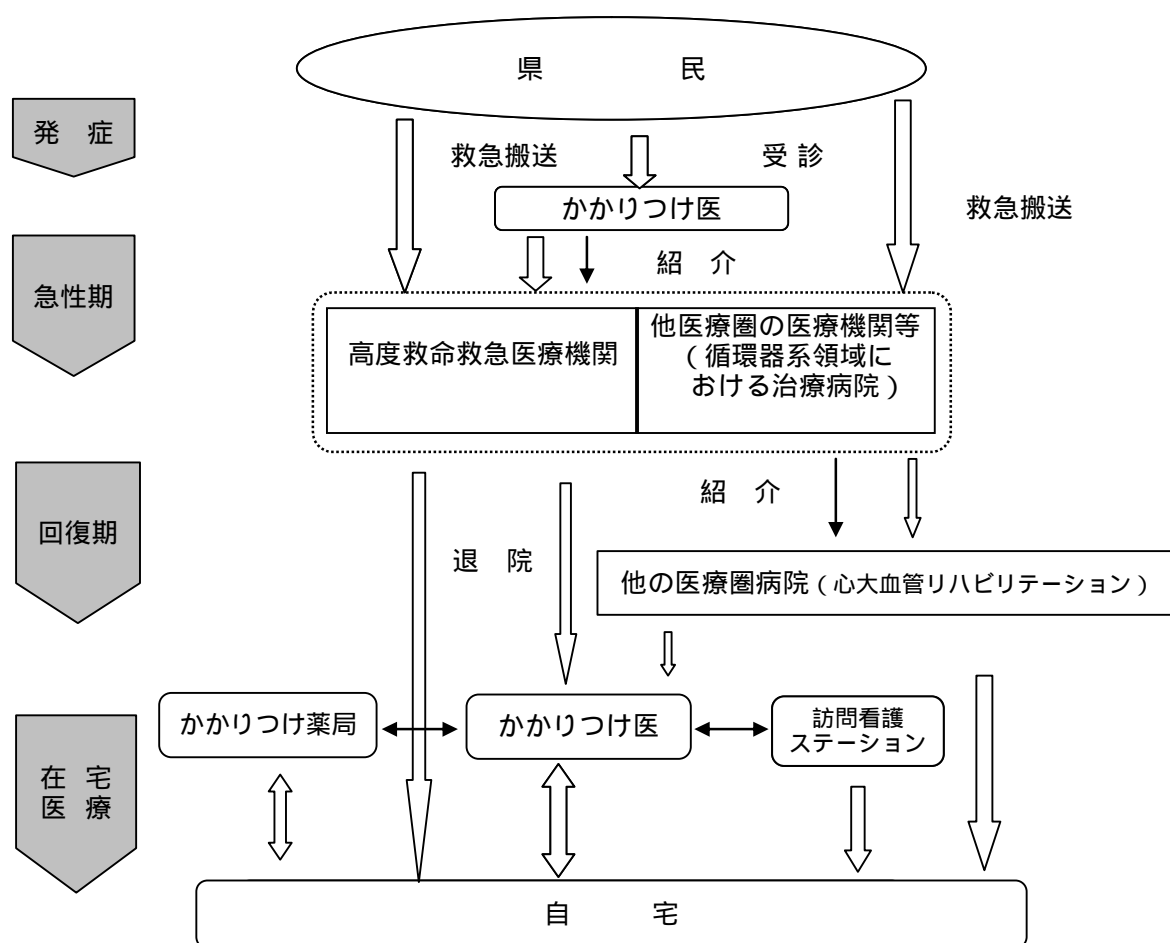 県　民
発　症
救急搬送
受 診
かかりつけ医
救急搬送
紹　介
急性期
高度救命救急医療機関
他医療圏の医療機関等
（循環器系領域に
おける治療病院）
紹　介
回復期
退　院
他の医療圏病院（心大血管リハビリテーション）
かかりつけ薬局
かかりつけ医
訪問看護
ステーション
在　宅
医　療
自　宅